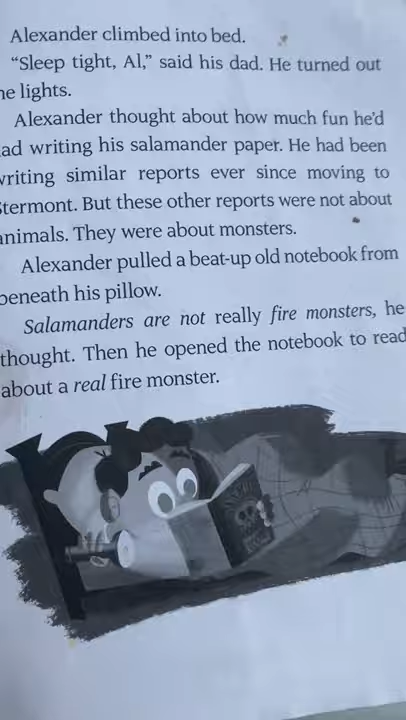 Alexander climbed into bed.
“Sleep tight, Al,” said his dad. He turned out
he lights.
Alexander thought about how much fun he’d
ad writing his salamander paper. He had been
writing similar reports ever since moving to
Stermont. But these other reports were not about
animals. They were about monsters.
Alexander pulled a beat-up old notebook from
beneath his pillow.
Salamanders are not really fire monsters, he
thought. Then he opened the notebook to read
about a real fire monster.